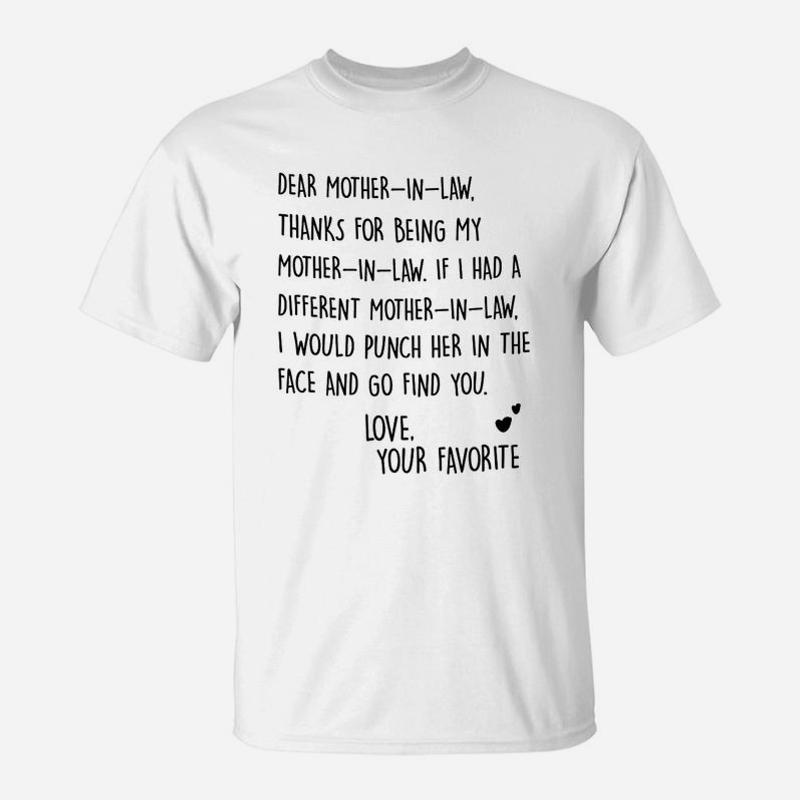 DEAR MOTHER–IN–LAW,
THANKS FOR BEING MY
MOTHER–IN–LAW. IF I HAD A
DIFFERENT MOTHER–IN–LAW,
I WOULD PUNCH HER IN THE
FACE AND GO FIND YOU.
LOVE,
YOUR FAVORITE